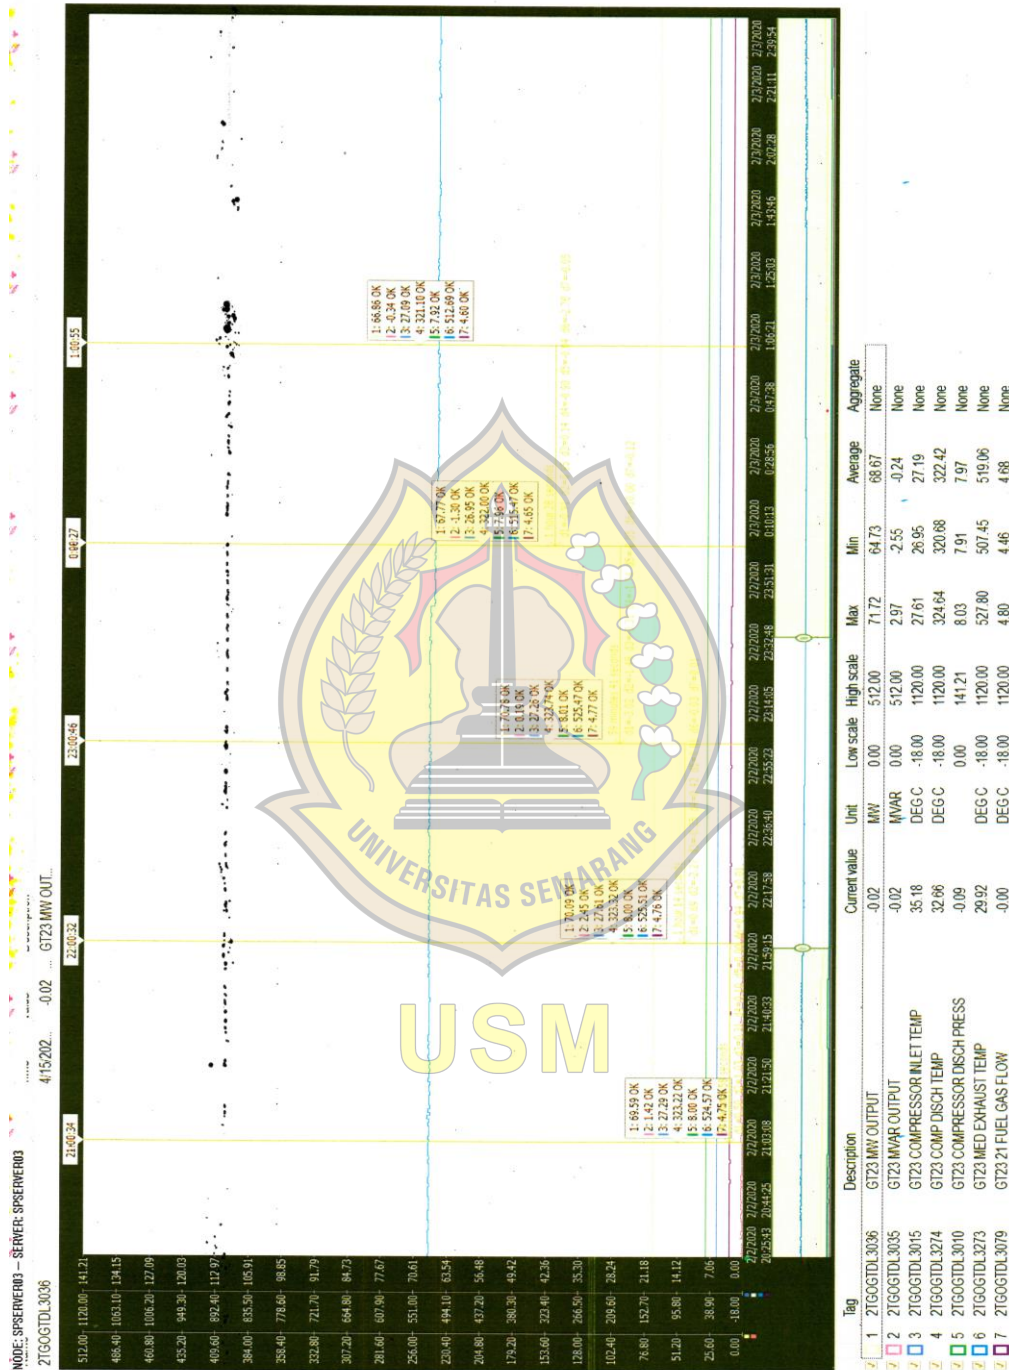 NODE: SPSERVER03 – SERVER: SPSERVER03
2TGOGTDL3036 4/15/202... -0.02 ... GT23 MW OUT...
21:00:34 22:00:32 23:00:46 1:00:55
512.00 1120.00 141.21
486.40 1063.10 134.15
460.80 1006.20 127.09
435.20 949.30 120.03
409.60 892.40 112.97
384.00 835.50 105.91
358.40 778.60 98.85
332.80 721.70 91.79
307.20 664.80 84.73
281.60 607.90 77.67
256.00 551.00 70.61
230.40 494.10 63.54
204.80 437.20 56.48
179.20 380.30 49.42
153.60 323.40 42.36
128.00 266.50 35.30
102.40 209.60 28.24
76.80 152.70 21.18
51.20 95.80 14.12
25.60 38.90 7.06
0.00 -18.00 0.00
1: 69.59 OK
2: 1.42 OK
3: 27.29 OK
4: 323.22 OK
5: 8.00 OK
6: 524.57 OK
7: 4.75 OK
1: 70.09 OK
2: 2.45 OK
3: 27.61 OK
4: 323.32 OK
5: 8.00 OK
6: 525.51 OK
7: 4.76 OK
1: 70.76 OK
2: 0.19 OK
3: 27.26 OK
4: 323.74 OK
5: 8.01 OK
6: 525.47 OK
7: 4.77 OK
1: 67.77 OK
2: -1.30 OK
3: 26.95 OK
4: 322.00 OK
5: 7.96 OK
6: 515.47 OK
7: 4.65 OK
1: 66.86 OK
2: -0.34 OK
3: 27.09 OK
4: 321.10 OK
5: 7.92 OK
6: 512.69 OK
7: 4.60 OK
2/2/2020 2/2/2020 2/2/2020 2/2/2020 2/2/2020 2/2/2020 2/2/2020 2/2/2020 2/2/2020 2/2/2020 2/2/2020 2/2/2020 2/3/2020 2/3/2020 2/3/2020 2/3/2020 2/3/2020 2/3/2020 2/3/2020 2/3/2020 2/3/2020
20:25:43 20:44:25 21:03:08 21:21:50 21:40:33 21:59:15 22:17:58 22:36:40 22:55:23 23:14:05 23:32:48 23:51:31 0:10:13 0:28:56 0:47:38 1:06:21 1:25:03 1:43:46 2:02:28 2:21:11 2:39:54
Tag Description Current value Unit Low scale High scale Max Min Average Aggregate
1 2TGOGTDL3036 GT23 MW OUTPUT -0.02 MW 0.00 512.00 71.72 64.73 68.67 None
2 2TGOGTDL3035 GT23 MVAR OUTPUT -0.02 MVAR 0.00 512.00 2.97 -2.55 -0.24 None
3 2TGOGTDL3015 GT23 COMPRESSOR INLET TEMP 35.18 DEG C -18.00 1120.00 27.61 26.95 27.19 None
4 2TGOGTDL3274 GT23 COMP DISCH TEMP 32.66 DEG C -18.00 1120.00 324.64 320.68 322.42 None
5 2TGOGTDL3010 GT23 COMPRESSOR DISCH PRESS -0.09 0.00 141.21 8.03 7.91 7.97 None
6 2TGOGTDL3273 GT23 MED EXHAUST TEMP 29.92 DEG C -18.00 1120.00 527.80 507.45 519.06 None
7 2TGOGTDL3079 GT23 21 FUEL GAS FLOW -0.00 DEG C -18.00 1120.00 4.80 4.46 4.68 None
UNIVERSITAS SEMARANG
USM